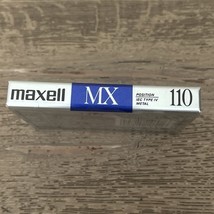 maxell
MX
POSITION
IEC TYPE IV
METAL
110